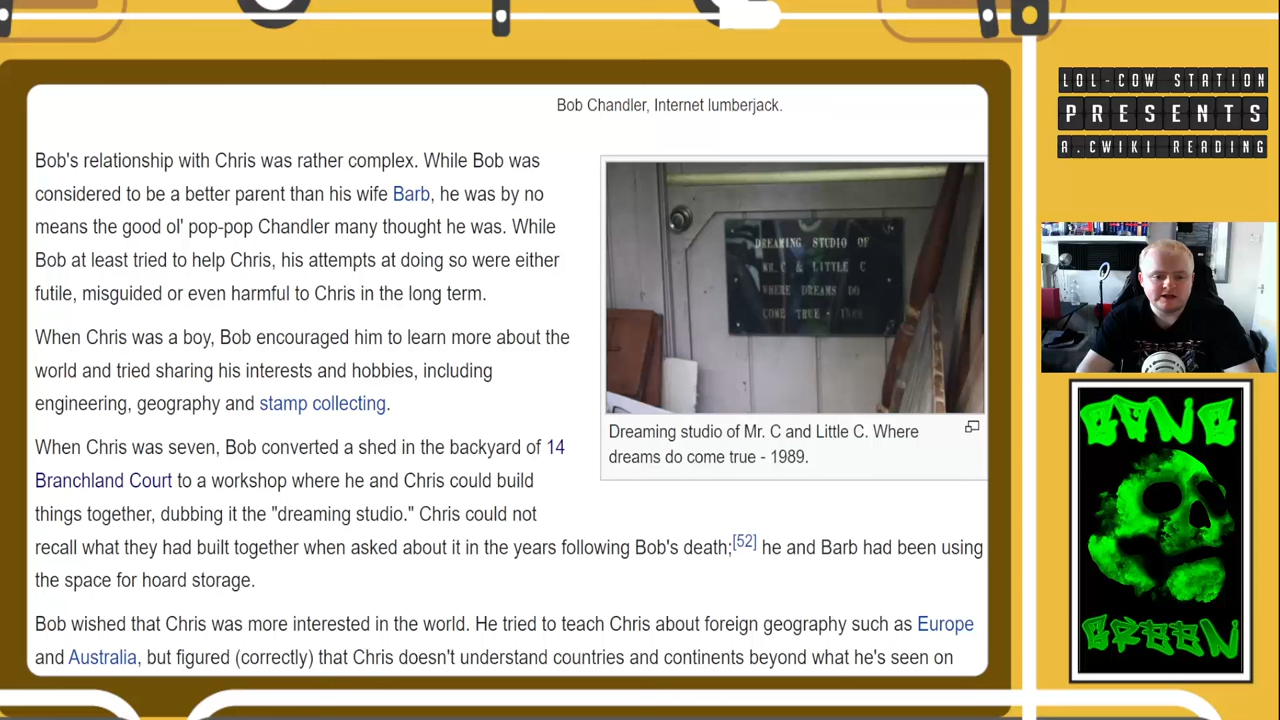 Bob Chandler, Internet lumberjack.
Bob's relationship with Chris was rather complex. While Bob was
considered to be a better parent than his wife Barb, he was by no
means the good ol' pop-pop Chandler many thought he was. While
Bob at least tried to help Chris, his attempts at doing so were either
futile, misguided or even harmful to Chris in the long term.
When Chris was a boy, Bob encouraged him to learn more about the
world and tried sharing his interests and hobbies, including
engineering, geography and stamp collecting.
When Chris was seven, Bob converted a shed in the backyard of 14
Branchland Court to a workshop where he and Chris could build
things together, dubbing it the "dreaming studio." Chris could not
recall what they had built together when asked about it in the years following Bob's death;[52] he and Barb had been using
the space for hoard storage.
Bob wished that Chris was more interested in the world. He tried to teach Chris about foreign geography such as Europe
and Australia, but figured (correctly) that Chris doesn't understand countries and continents beyond what he's seen on
DREAMING STUDIO OF
MR. C & LITTLE C
WHERE DREAMS DO
COME TRUE - 1989
Dreaming studio of Mr. C and Little C. Where
dreams do come true - 1989.
LOL-COW STATION
PRESENTS
A.CWIKI READING
GONE
GREEN